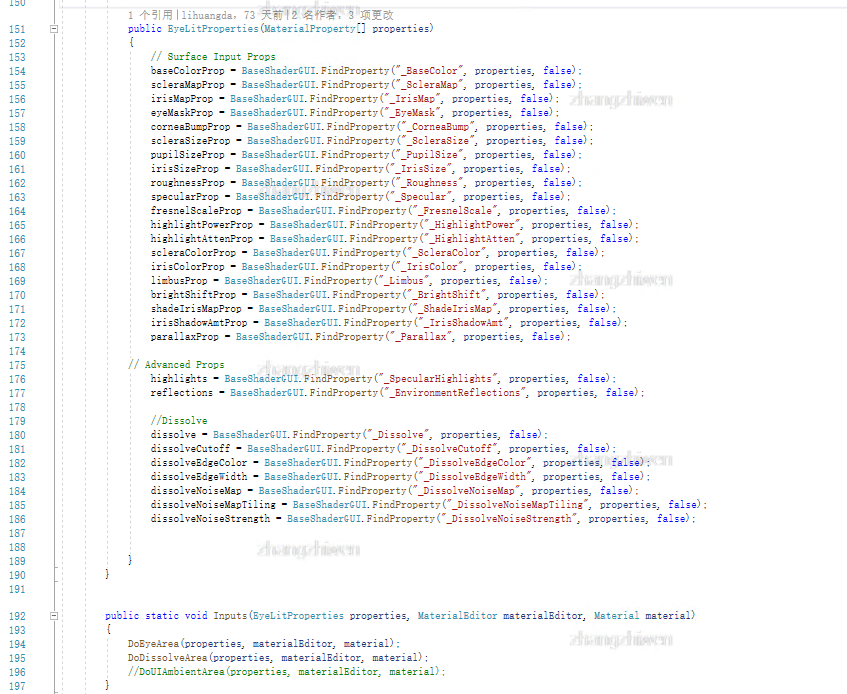 150
1 个引用|lihuangda，73 天前|2 名作者，3 项更改
151 public EyeLitProperties(MaterialProperty[] properties)
152 {
153 // Surface Input Props
154 baseColorProp = BaseShaderGUI.FindProperty("_BaseColor", properties, false);
155 scleraMapProp = BaseShaderGUI.FindProperty("_ScleraMap", properties, false);
156 irisMapProp = BaseShaderGUI.FindProperty("_IrisMap", properties, false);
157 eyeMaskProp = BaseShaderGUI.FindProperty("_EyeMask", properties, false);
158 corneaBumpProp = BaseShaderGUI.FindProperty("_CorneaBump", properties, false);
159 scleraSizeProp = BaseShaderGUI.FindProperty("_ScleraSize", properties, false);
160 pupilSizeProp = BaseShaderGUI.FindProperty("_PupilSize", properties, false);
161 irisSizeProp = BaseShaderGUI.FindProperty("_IrisSize", properties, false);
162 roughnessProp = BaseShaderGUI.FindProperty("_Roughness", properties, false);
163 specularProp = BaseShaderGUI.FindProperty("_Specular", properties, false);
164 fresnelScaleProp = BaseShaderGUI.FindProperty("_FresnelScale", properties, false);
165 highlightPowerProp = BaseShaderGUI.FindProperty("_HighlightPower", properties, false);
166 highlightAttenProp = BaseShaderGUI.FindProperty("_HighlightAtten", properties, false);
167 scleraColorProp = BaseShaderGUI.FindProperty("_ScleraColor", properties, false);
168 irisColorProp = BaseShaderGUI.FindProperty("_IrisColor", properties, false);
169 limbusProp = BaseShaderGUI.FindProperty("_Limbus", properties, false);
170 brightShiftProp = BaseShaderGUI.FindProperty("_BrightShift", properties, false);
171 shadeIrisMapProp = BaseShaderGUI.FindProperty("_ShadeIrisMap", properties, false);
172 irisShadowAmtProp = BaseShaderGUI.FindProperty("_IrisShadowAmt", properties, false);
173 parallaxProp = BaseShaderGUI.FindProperty("_Parallax", properties, false);
174
175 // Advanced Props
176 highlights = BaseShaderGUI.FindProperty("_SpecularHighlights", properties, false);
177 reflections = BaseShaderGUI.FindProperty("_EnvironmentReflections", properties, false);
178
179 //Dissolve
180 dissolve = BaseShaderGUI.FindProperty("_Dissolve", properties, false);
181 dissolveCutoff = BaseShaderGUI.FindProperty("_DissolveCutoff", properties, false);
182 dissolveEdgeColor = BaseShaderGUI.FindProperty("_DissolveEdgeColor", properties, false);
183 dissolveEdgeWidth = BaseShaderGUI.FindProperty("_DissolveEdgeWidth", properties, false);
184 dissolveNoiseMap = BaseShaderGUI.FindProperty("_DissolveNoiseMap", properties, false);
185 dissolveNoiseMapTiling = BaseShaderGUI.FindProperty("_DissolveNoiseMapTiling", properties, false);
186 dissolveNoiseStrength = BaseShaderGUI.FindProperty("_DissolveNoiseStrength", properties, false);
187
188
189 }
190 }
191
192 public static void Inputs(EyeLitProperties properties, MaterialEditor materialEditor, Material material)
193 {
194 DoEyeArea(properties, materialEditor, material);
195 DoDissolveArea(properties, materialEditor, material);
196 //DoUIAmbientArea(properties, materialEditor, material);
197 }
zhangzhiwen
zhangzhiwen
zhangzhiwen
zhangzhiwen
zhangzhiwen
zhangzhiwen
zhangzhiwen